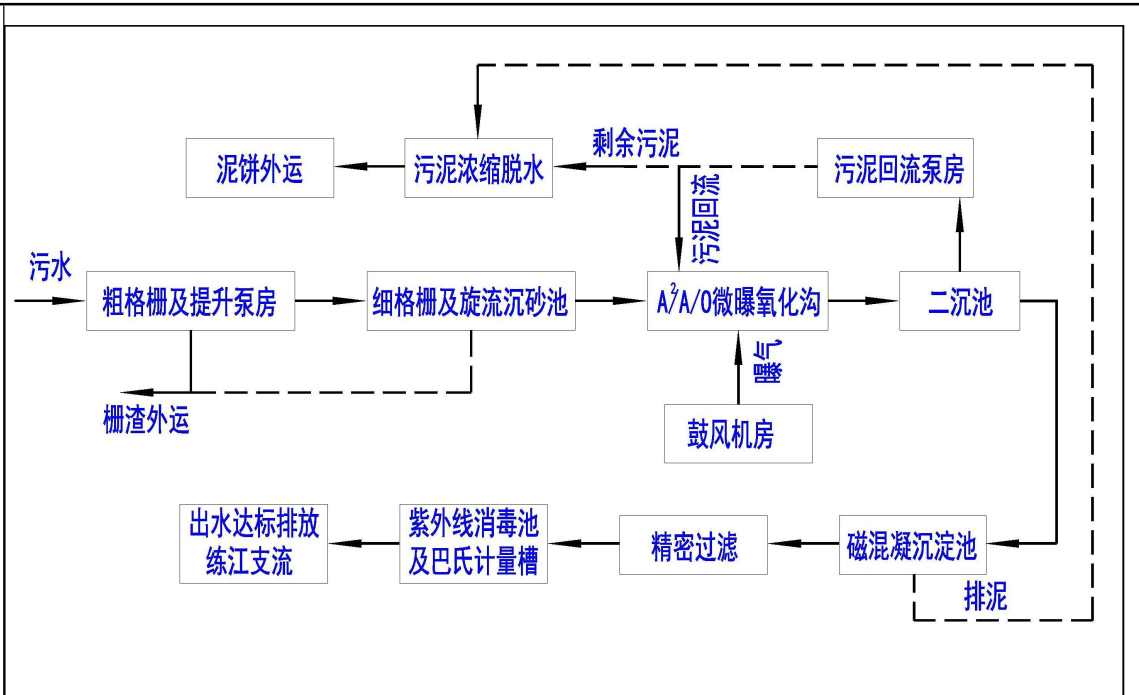 剩余污泥
泥饼外运
污泥浓缩脱水
污泥回流泵房
污泥回流
污水
粗格栅及提升泵房
细格栅及旋流沉砂池
A²/A/O微曝氧化沟
二沉池
曝气
栅渣外运
鼓风机房
出水达标排放
练江支流
紫外线消毒池
及巴氏计量槽
精密过滤
磁混凝沉淀池
排泥